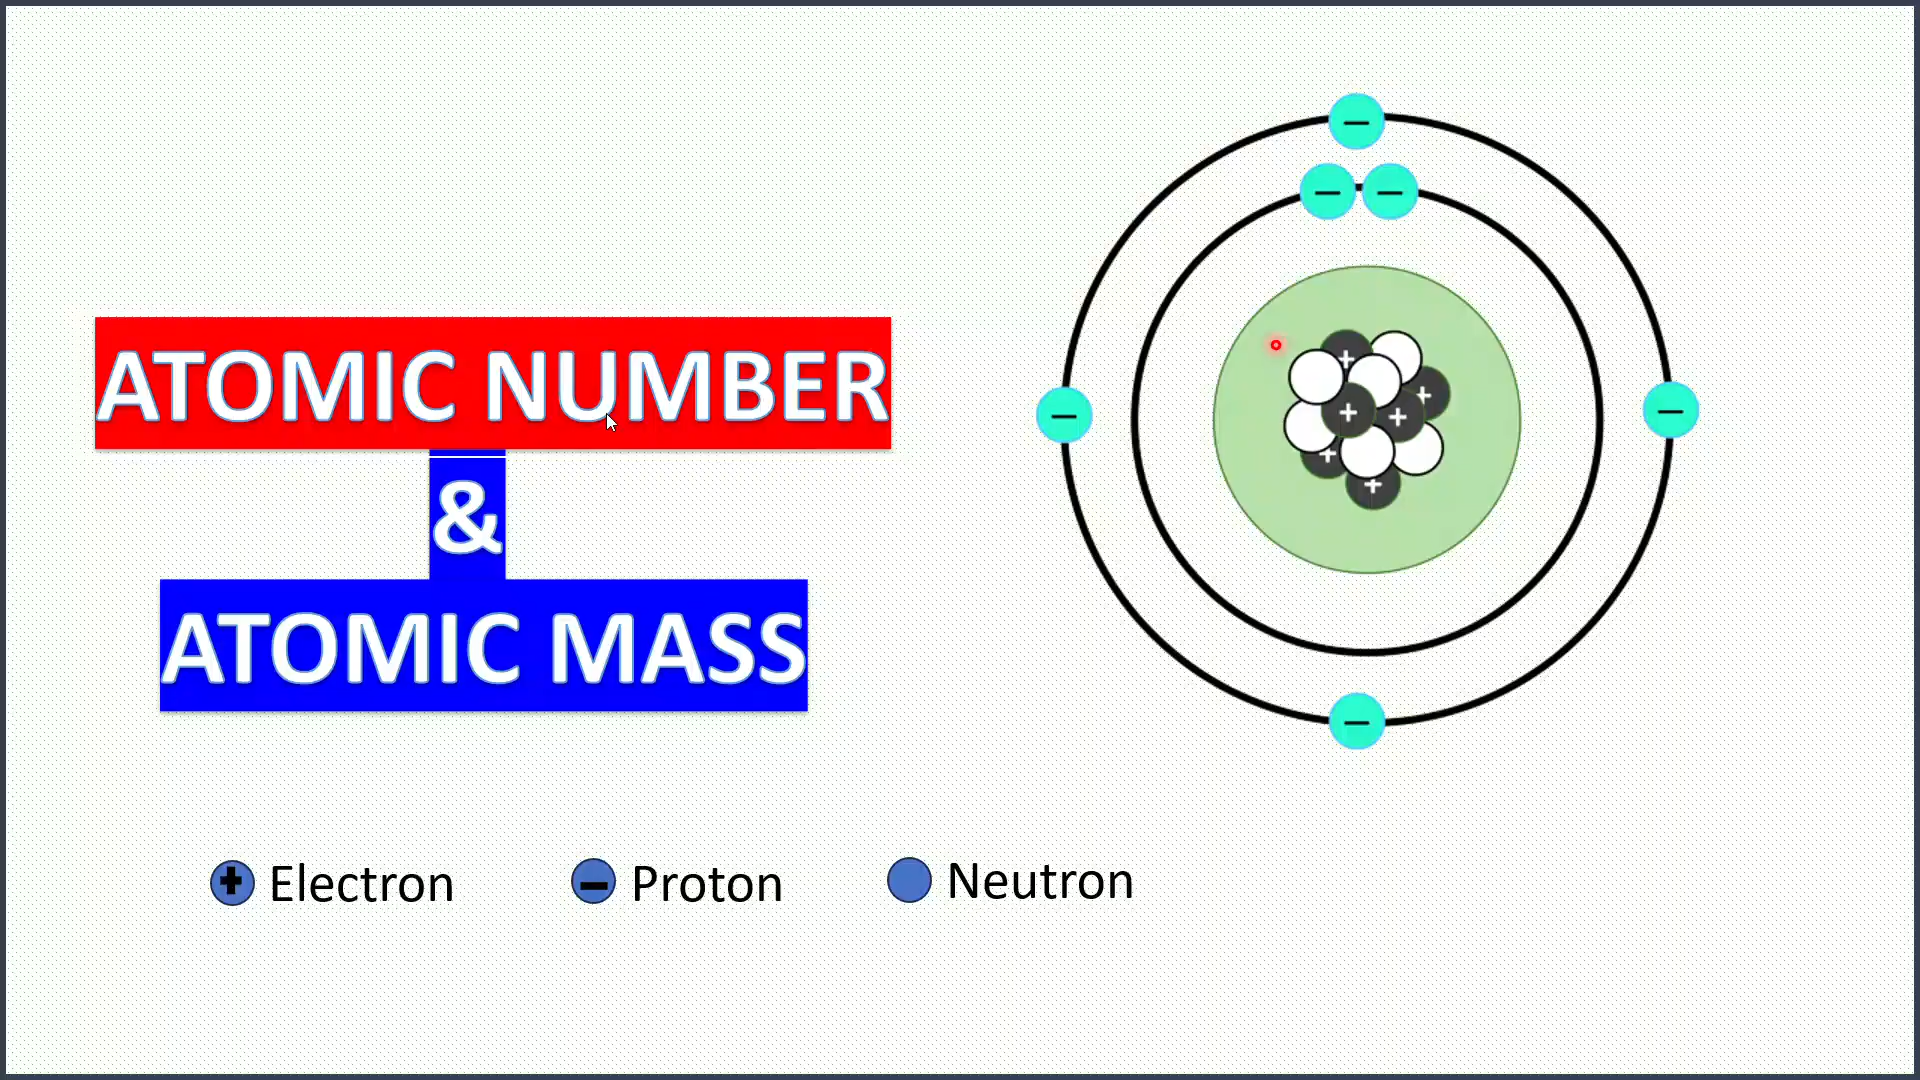 ATOMIC NUMBER
&
ATOMIC MASS
+ Electron
− Proton
Neutron